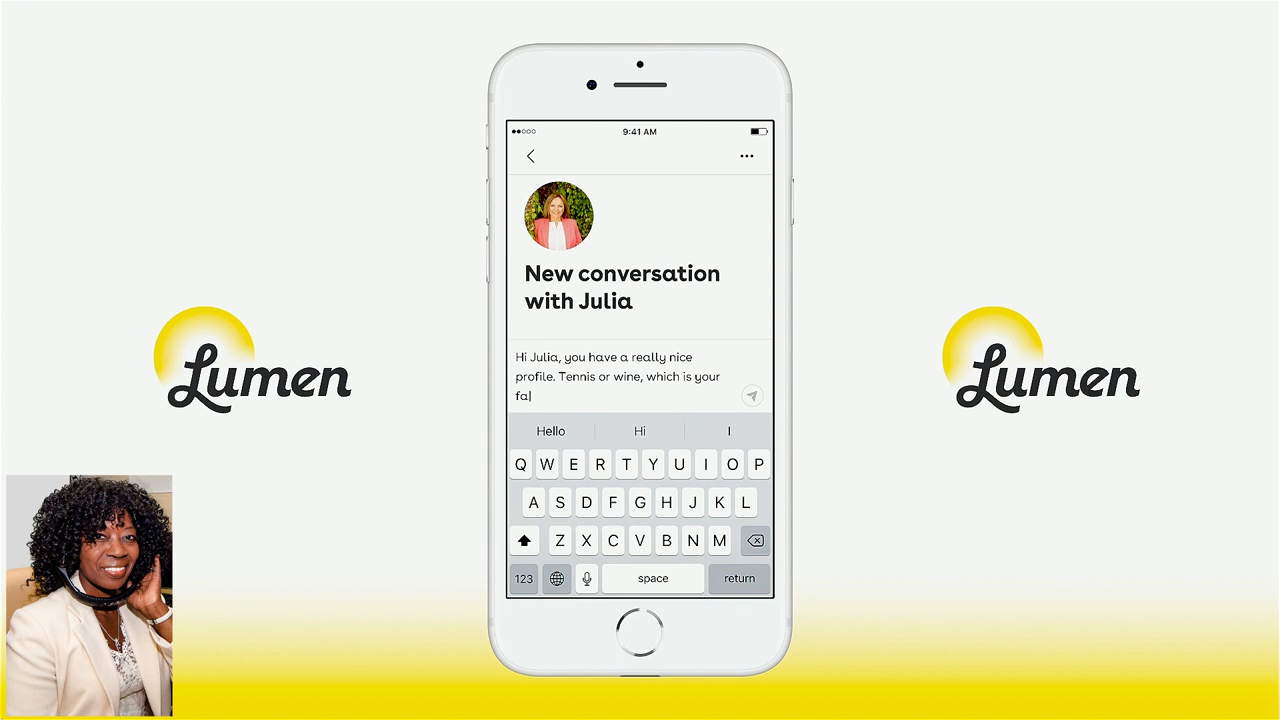 9:41 AM
New conversation
with Julia
Hi Julia, you have a really nice
profile. Tennis or wine, which is your
fa
Lumen
Lumen
Hello Hi I
Q W E R T Y U I O P
A S D F G H J K L
Z X C V B N M
123 space return